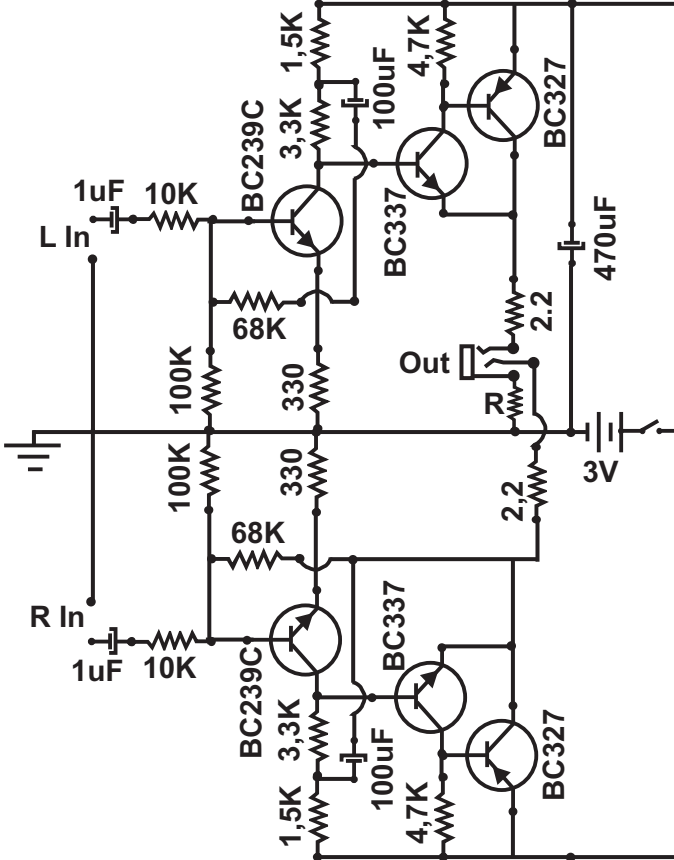 1,5K
100uF
4,7K
BC327
3,3K
BC239C
1uF
10K
BC337
L In
470uF
68K
2.2
Out
100K
330
R
3V
100K
330
2,2
68K
R In
1uF
10K
BC239C
BC337
3,3K
100uF
BC327
1,5K
4,7K